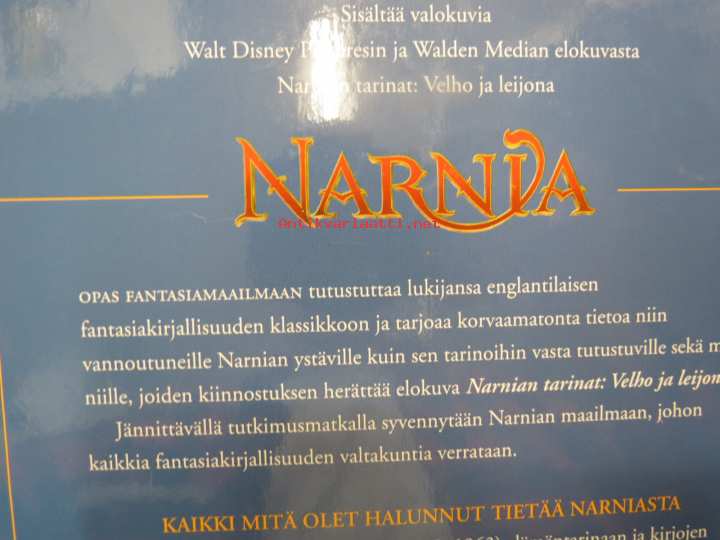 Sisältää valokuvia
Walt Disney ja Walden Median elokuvasta
tarinat: Velho ja leijona
NARNIA
Antikvariaatti.net
OPAS FANTASIAMAAILMAAN tutustuttaa lukijansa englantilaisen
fantasiakirjallisuuden klassikkoon ja tarjoaa korvaamatonta tietoa niin
vannoutuneille Narnian ystäville kuin sen tarinoihin vasta tutustuville sekä
niille, joiden kiinnostuksen herättää elokuva Narnian tarinat: Velho ja leijon
Jännittävällä tutkimusmatkalla syvennytään Narnian maailmaan, johon
kaikkia fantasiakirjallisuuden valtakuntia verrataan.
KAIKKI MITÄ OLET HALUNNUT TIETÄÄ NARNIASTA
ja kirjojen